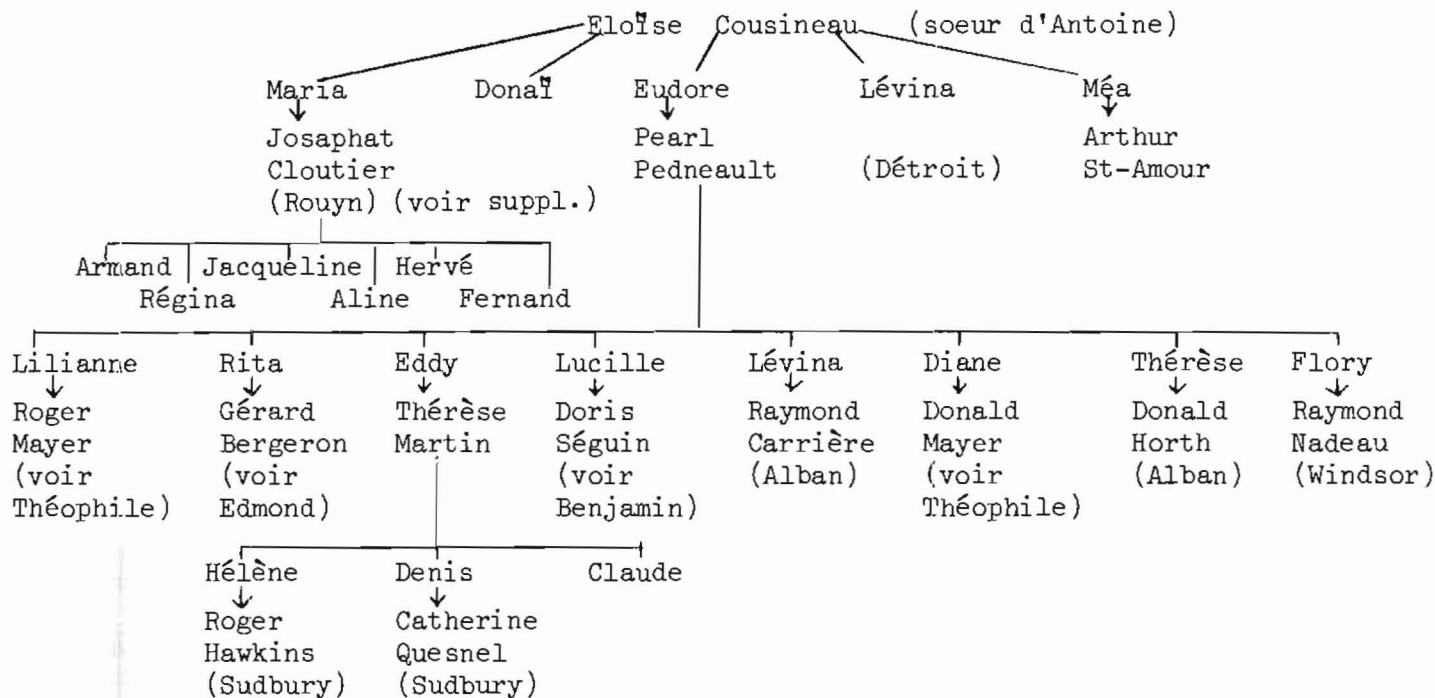 Eloïse Cousineau (soeur d'Antoine)
Maria Donaï Eudore Lévina Méa
Josaphat Pearl Arthur
Cloutier Pedneault (Détroit) St-Amour
(Rouyn) (voir suppl.)
Armand Jacqueline Hervé
Régina Aline Fernand
Lilianne Rita Eddy Lucille Lévina Diane Thérèse Flory
Roger Gérard Thérèse Doris Raymond Donald Donald Raymond
Mayer Bergeron Martin Séguin Carrière Mayer Horth Nadeau
(voir (voir (voir (Alban) (voir (Alban) (Windsor)
Théophile) Edmond) Benjamin) Théophile)
Hélène Denis Claude
Roger Catherine
Hawkins Quesnel
(Sudbury) (Sudbury)